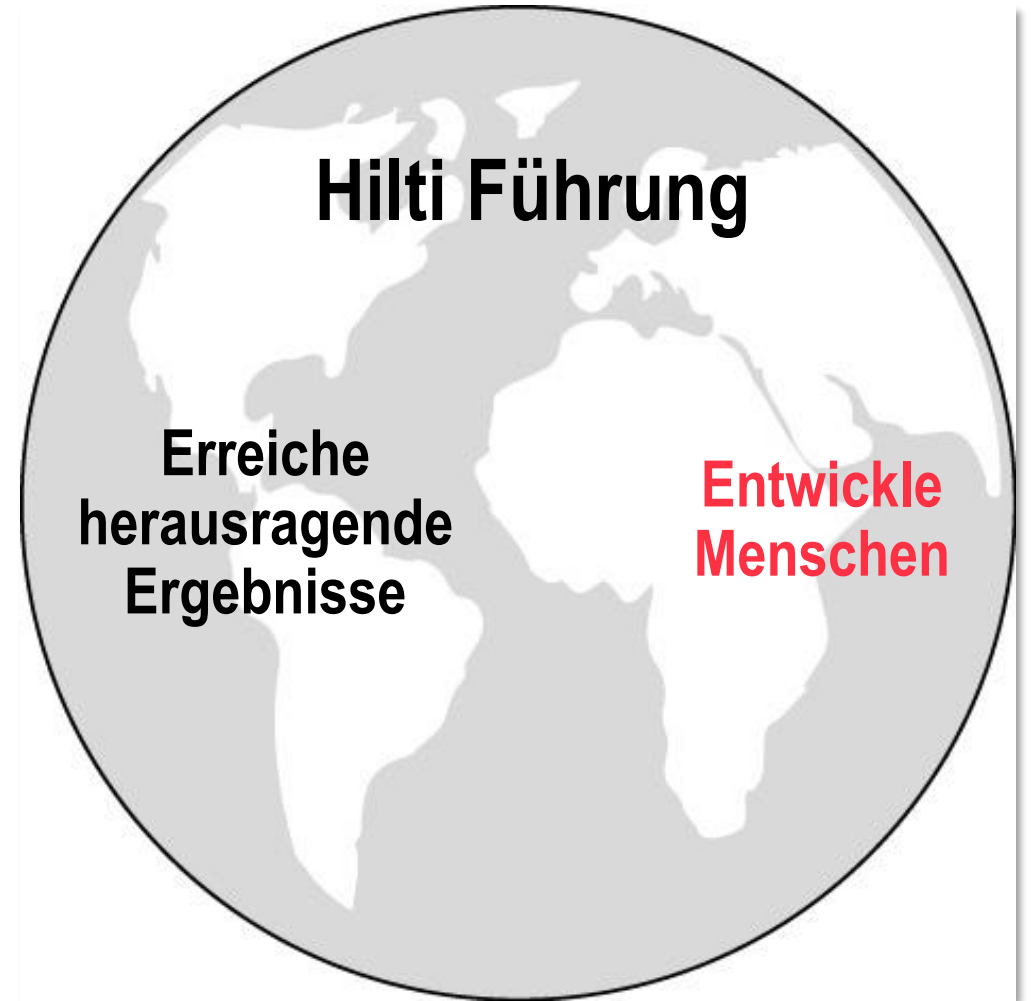 Hilti Führung
Erreiche
herausragende
Ergebnisse
Entwickle
Menschen